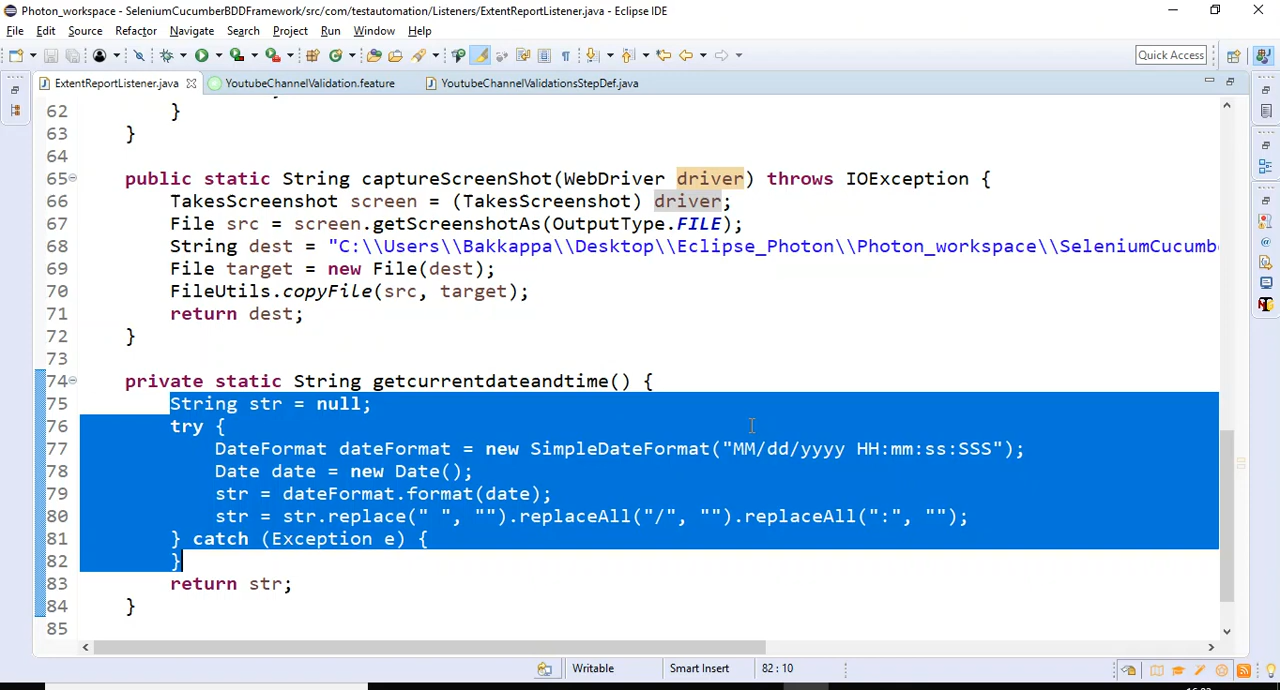 Photon_workspace - SeleniumCucumberBDDFramework/src/com/testautomation/Listeners/ExtentReportListener.java - Eclipse IDE
File Edit Source Refactor Navigate Search Project Run Window Help
Quick Access
ExtentReportListener.java YoutubeChannelValidation.feature YoutubeChannelValidationsStepDef.java
62 }
63 }
64
65 public static String captureScreenShot(WebDriver driver) throws IOException {
66 TakesScreenshot screen = (TakesScreenshot) driver;
67 File src = screen.getScreenshotAs(OutputType.FILE);
68 String dest = "C:\\Users\\Bakkappa\\Desktop\\Eclipse_Photon\\Photon_workspace\\SeleniumCucumbe
69 File target = new File(dest);
70 FileUtils.copyFile(src, target);
71 return dest;
72 }
73
74 private static String getcurrentdateandtime() {
75 String str = null;
76 try {
77 DateFormat dateFormat = new SimpleDateFormat("MM/dd/yyyy HH:mm:ss:SSS");
78 Date date = new Date();
79 str = dateFormat.format(date);
80 str = str.replace(" ", "").replaceAll("/", "").replaceAll(":", "");
81 } catch (Exception e) {
82 }
83 return str;
84 }
85
Writable Smart Insert 82 : 10